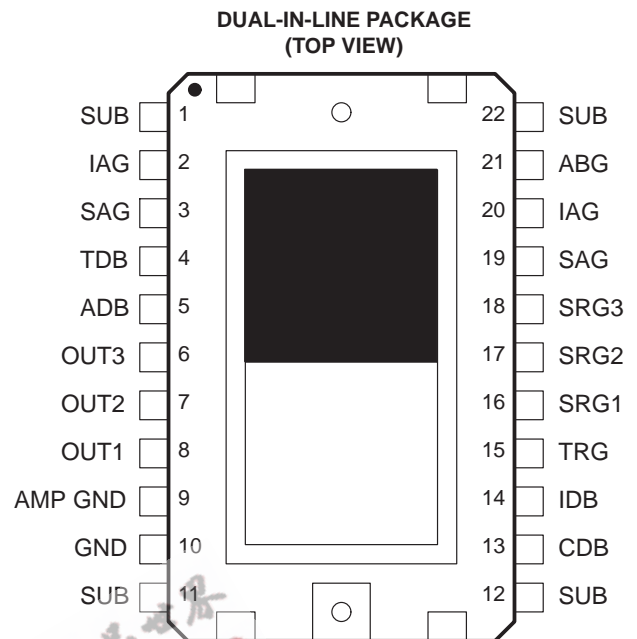 DUAL-IN-LINE PACKAGE
(TOP VIEW)
SUB 1 22 SUB
IAG 2 21 ABG
SAG 3 20 IAG
TDB 4 19 SAG
ADB 5 18 SRG3
OUT3 6 17 SRG2
OUT2 7 16 SRG1
OUT1 8 15 TRG
AMP GND 9 14 IDB
GND 10 13 CDB
SUB 11 12 SUB